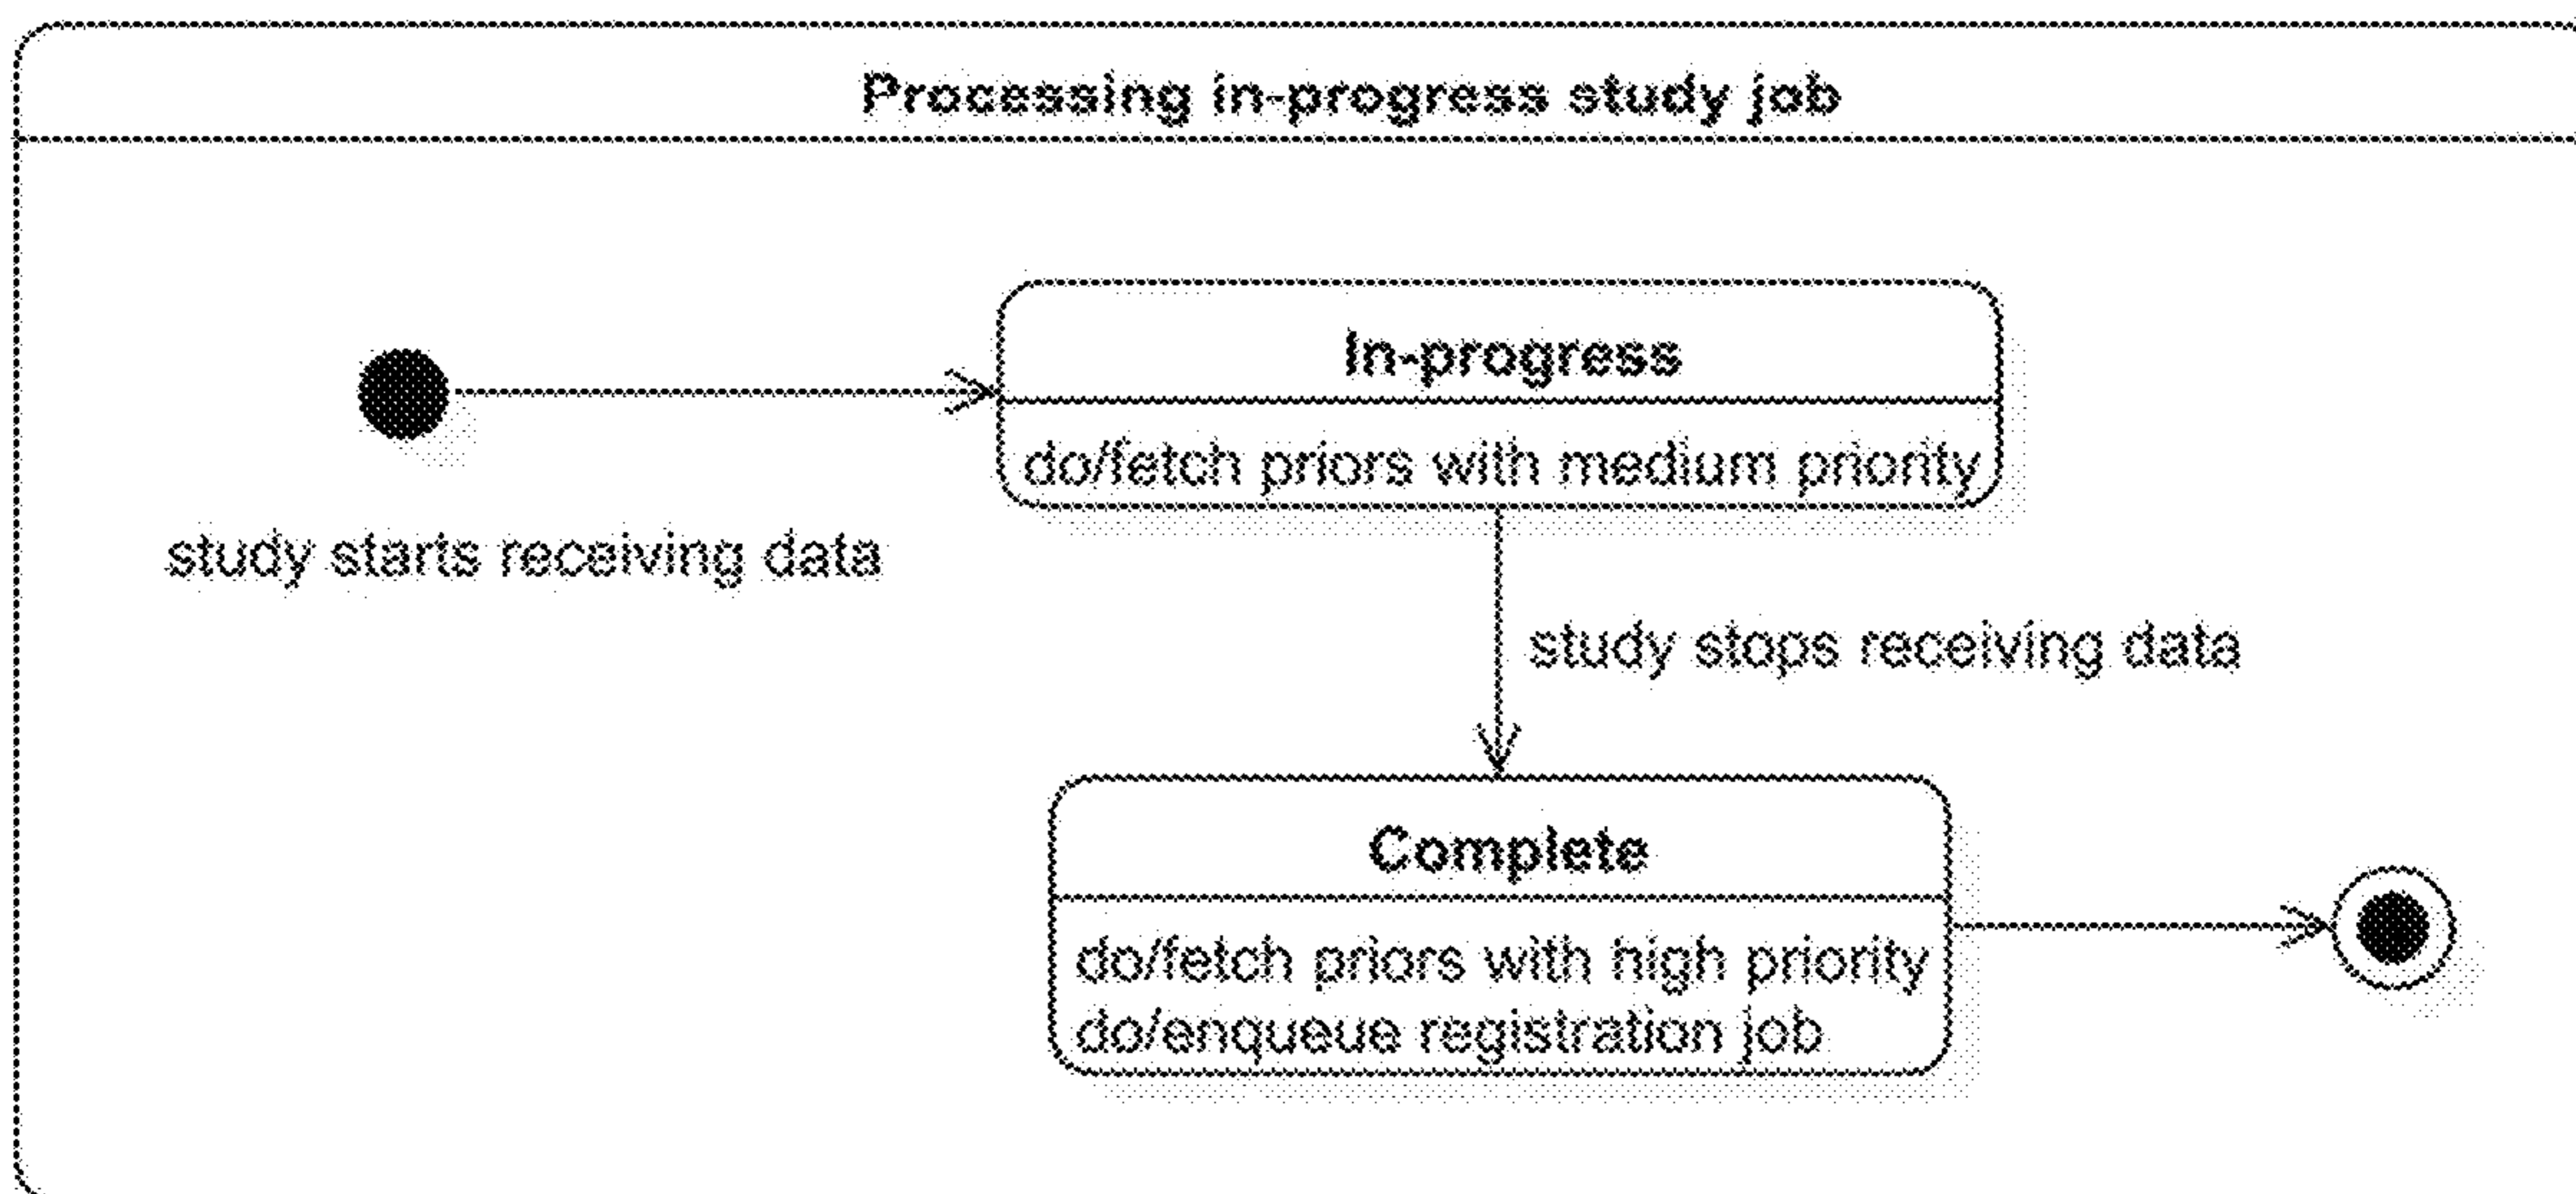 Processing in-progress study job
In-progress
do/fetch priors with medium priority
study starts receiving data
study stops receiving data
Complete
do/fetch priors with high priority
do/enqueue registration job